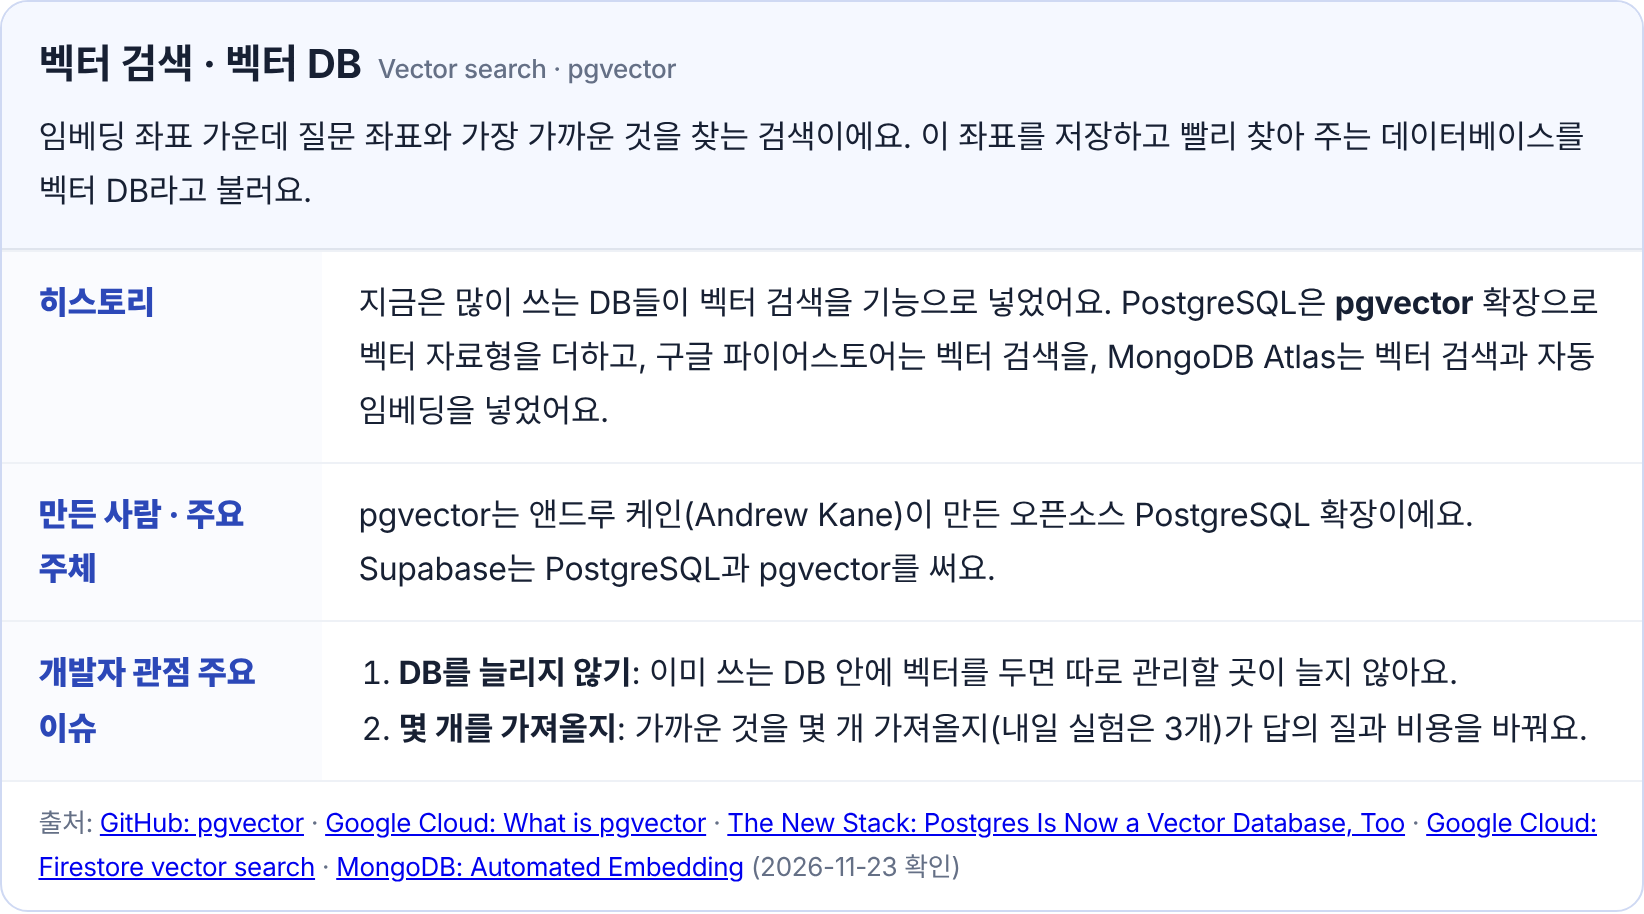 벡터 검색 · 벡터 DB Vector search · pgvector
임베딩 좌표 가운데 질문 좌표와 가장 가까운 것을 찾는 검색이에요. 이 좌표를 저장하고 빨리 찾아 주는 데이터베이스를
벡터 DB라고 불러요.
히스토리
지금은 많이 쓰는 DB들이 벡터 검색을 기능으로 넣었어요. PostgreSQL은 pgvector 확장으로
벡터 자료형을 더하고, 구글 파이어스토어는 벡터 검색을, MongoDB Atlas는 벡터 검색과 자동
임베딩을 넣었어요.
만든 사람 · 주요
주체
pgvector는 앤드루 케인(Andrew Kane)이 만든 오픈소스 PostgreSQL 확장이에요.
Supabase는 PostgreSQL과 pgvector를 써요.
개발자 관점 주요
이슈
1. DB를 늘리지 않기: 이미 쓰는 DB 안에 벡터를 두면 따로 관리할 곳이 늘지 않아요.
2. 몇 개를 가져올지: 가까운 것을 몇 개 가져올지(내일 실험은 3개)가 답의 질과 비용을 바꿔요.
출처: GitHub: pgvector · Google Cloud: What is pgvector · The New Stack: Postgres Is Now a Vector Database, Too · Google Cloud:
Firestore vector search · MongoDB: Automated Embedding (2026-11-23 확인)